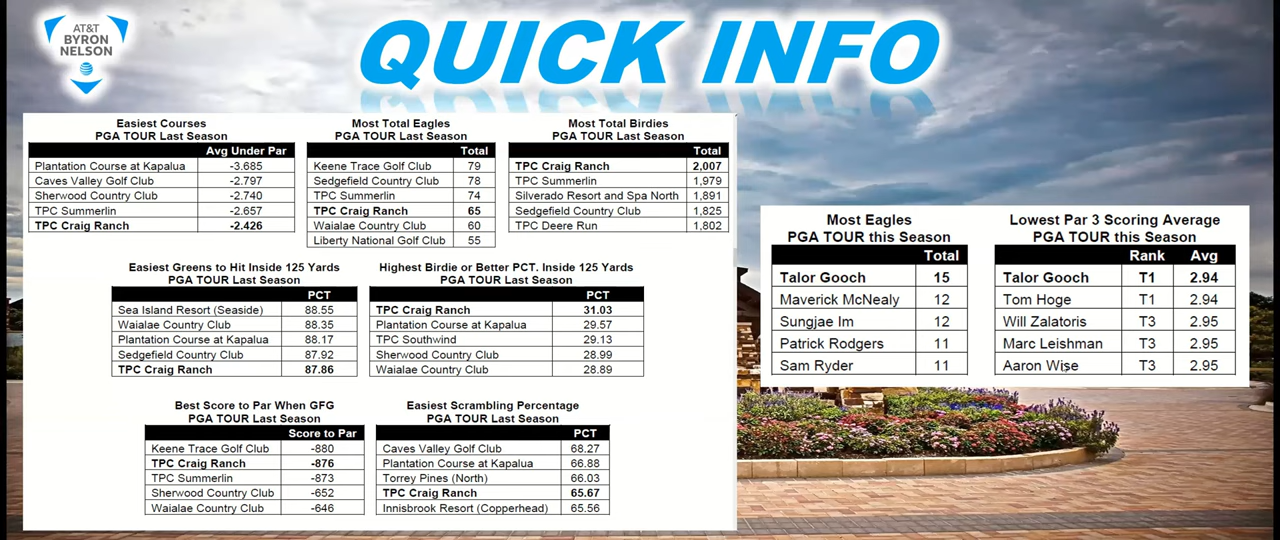 AT&T
BYRON
NELSON
QUICK INFO
Easiest Courses
PGA TOUR Last Season
Avg Under Par
Plantation Course at Kapalua -3.685
Caves Valley Golf Club -2.797
Sherwood Country Club -2.740
TPC Summerlin -2.657
TPC Craig Ranch -2.426
Most Total Eagles
PGA TOUR Last Season
Total
Keene Trace Golf Club 79
Sedgefield Country Club 78
TPC Summerlin 74
TPC Craig Ranch 65
Waialae Country Club 60
Liberty National Golf Club 55
Most Total Birdies
PGA TOUR Last Season
Total
TPC Craig Ranch 2,007
TPC Summerlin 1,979
Silverado Resort and Spa North 1,891
Sedgefield Country Club 1,825
TPC Deere Run 1,802
Easiest Greens to Hit Inside 125 Yards
PGA TOUR Last Season
PCT
Sea Island Resort (Seaside) 88.55
Waialae Country Club 88.35
Plantation Course at Kapalua 88.17
Sedgefield Country Club 87.92
TPC Craig Ranch 87.86
Highest Birdie or Better PCT. Inside 125 Yards
PGA TOUR Last Season
PCT
TPC Craig Ranch 31.03
Plantation Course at Kapalua 29.57
TPC Southwind 29.13
Sherwood Country Club 28.99
Waialae Country Club 28.89
Best Score to Par When GFG
PGA TOUR Last Season
Score to Par
Keene Trace Golf Club -880
TPC Craig Ranch -876
TPC Summerlin -873
Sherwood Country Club -652
Waialae Country Club -646
Easiest Scrambling Percentage
PGA TOUR Last Season
PCT
Caves Valley Golf Club 68.27
Plantation Course at Kapalua 66.88
Torrey Pines (North) 66.03
TPC Craig Ranch 65.67
Innisbrook Resort (Copperhead) 65.56
Most Eagles
PGA TOUR this Season
Total
Talor Gooch 15
Maverick McNealy 12
Sungjae Im 12
Patrick Rodgers 11
Sam Ryder 11
Lowest Par 3 Scoring Average
PGA TOUR this Season
Rank Avg
Talor Gooch T1 2.94
Tom Hoge T1 2.94
Will Zalatoris T3 2.95
Marc Leishman T3 2.95
Aaron Wise T3 2.95